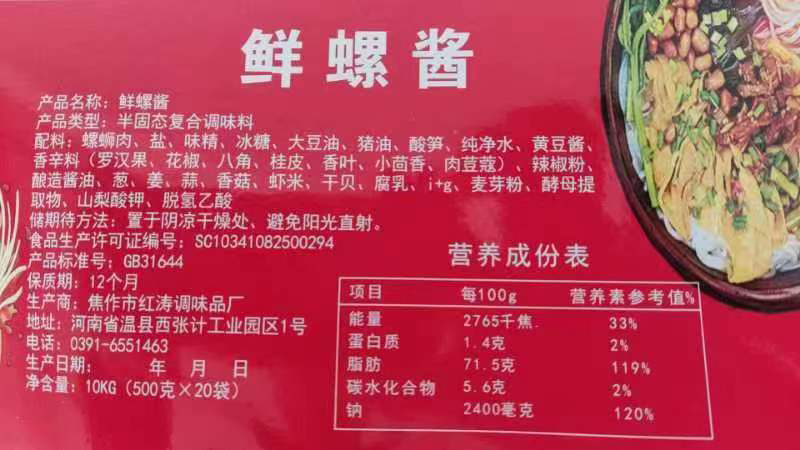 鲜螺酱
产品名称：鲜螺酱
产品类型：半固态复合调味料
配料：螺蛳肉、盐、味精、冰糖、大豆油、猪油、酸笋、纯净水、黄豆酱、
香辛料（罗汉果、花椒、八角、桂皮、香叶、小茴香、肉豆蔻）、辣椒粉、
酿造酱油、葱、姜、蒜、香菇、虾米、干贝、腐乳、i+g、麦芽粉、酵母提
取物、山梨酸钾、脱氢乙酸
储期待方法：置于阴凉干燥处、避免阳光直射。
食品生产许可证编号：SC10341082500294
产品标准号：GB31644
保质期：12个月
生产商：焦作市红涛调味品厂
地址：河南省温县西张计工业园区1号
电话：0391-6551463
生产日期： 年 月 日
净含量：10KG（500克×20袋）
营养成份表
项目 每100g 营养素参考值%
能量 2765千焦. 33%
蛋白质 1.4克 2%
脂肪 71.5克 119%
碳水化合物 5.6克 2%
钠 2400毫克 120%